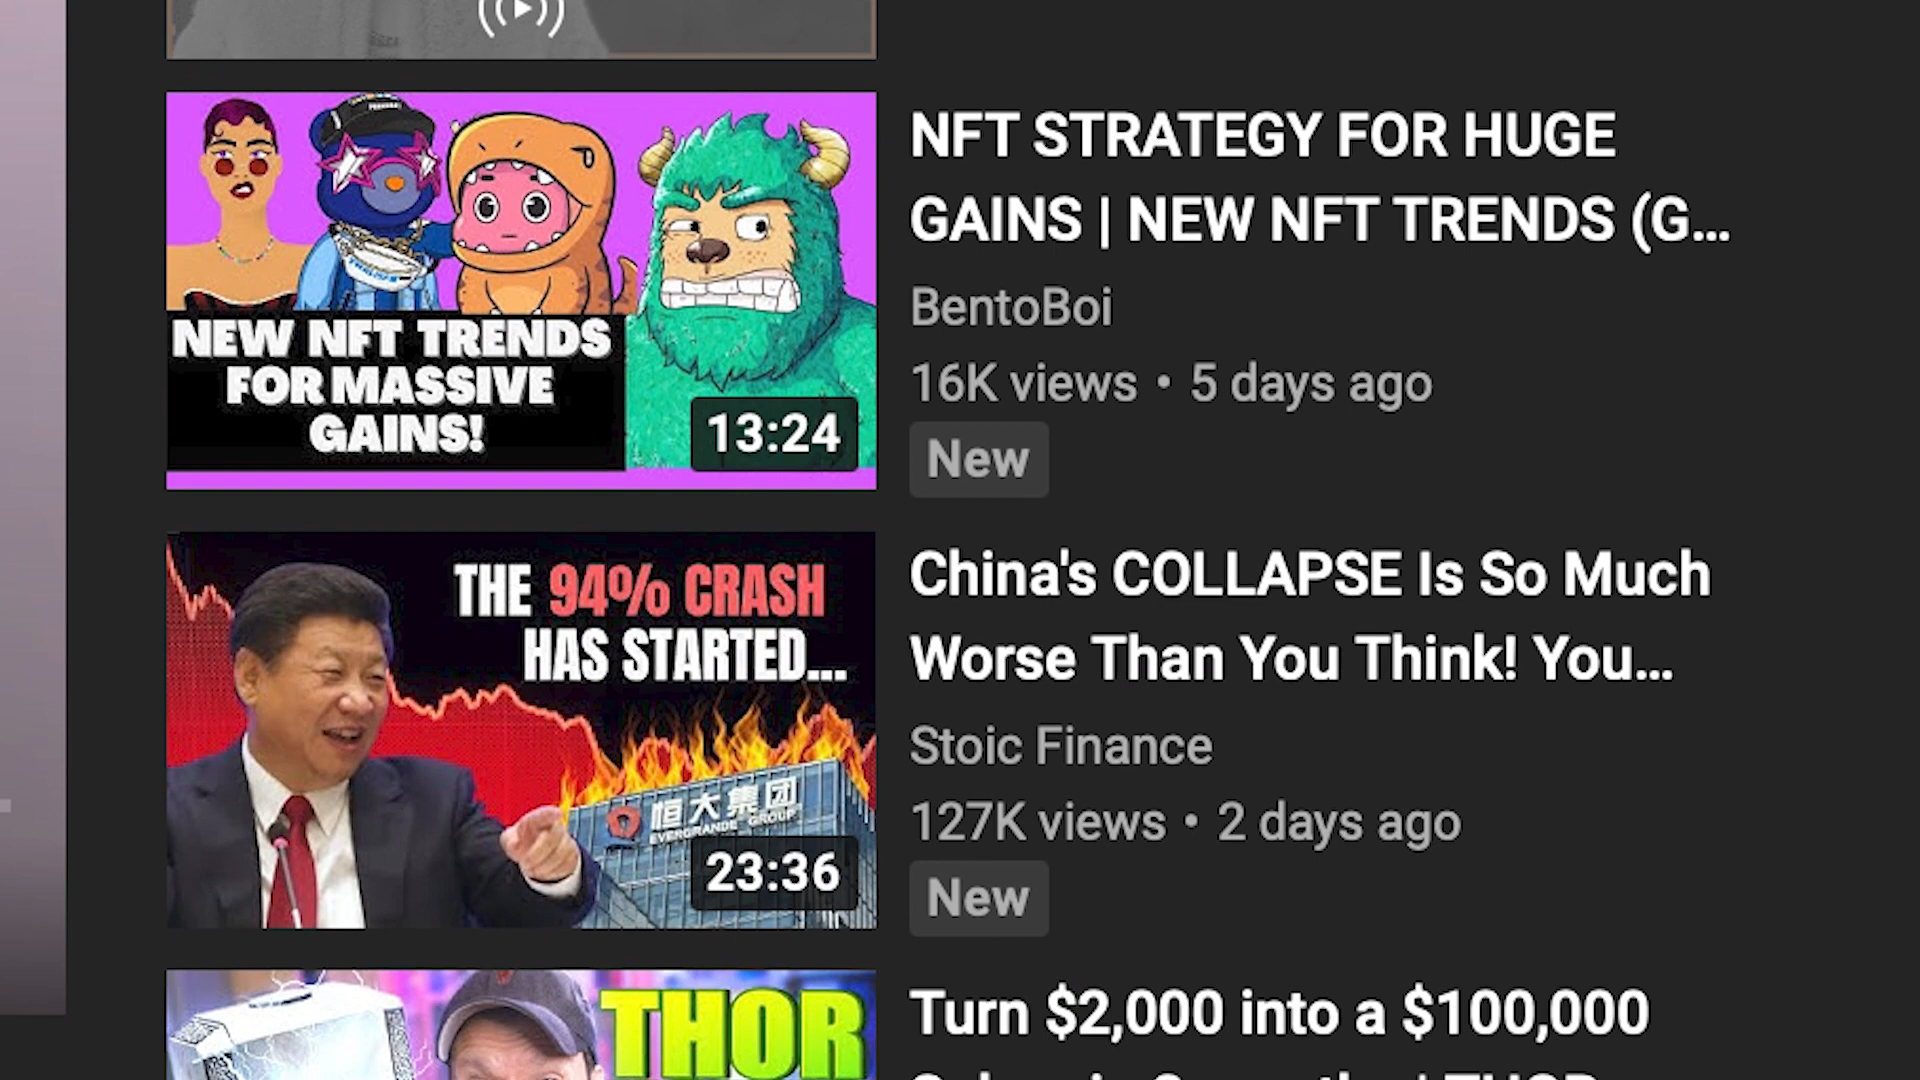 NFT STRATEGY FOR HUGE
GAINS | NEW NFT TRENDS (G...
BentoBoi
16K views • 5 days ago
New
NEW NFT TRENDS
FOR MASSIVE
GAINS!
13:24
China's COLLAPSE Is So Much
Worse Than You Think! You...
Stoic Finance
127K views • 2 days ago
New
THE 94% CRASH
HAS STARTED...
恒大集团
EVERGRANDE GROUP
23:36
Turn $2,000 into a $100,000
THOR